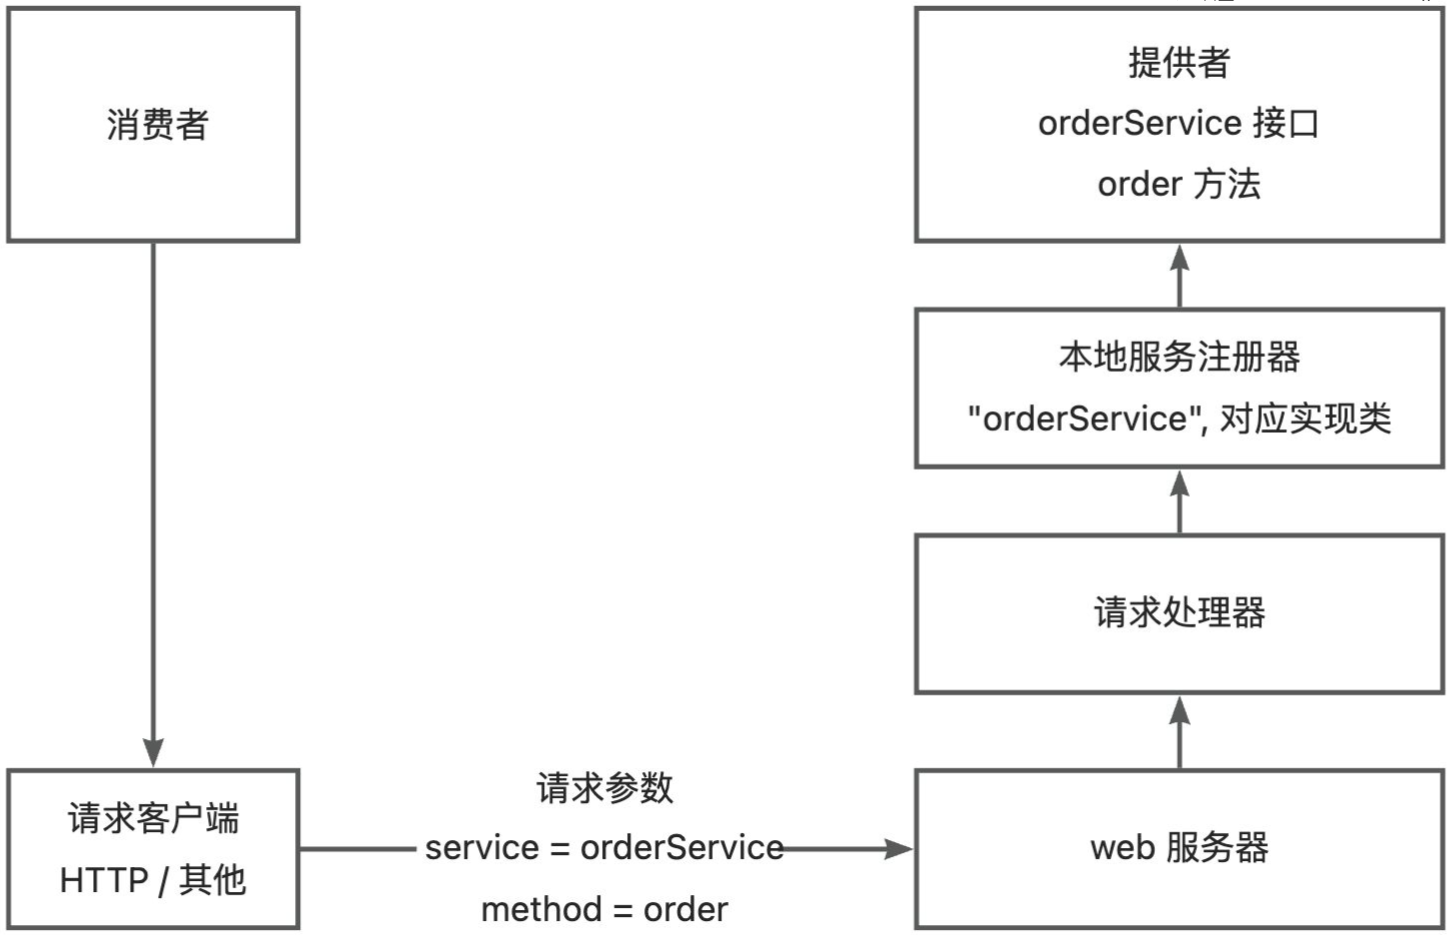 消费者
提供者
orderService 接口
order 方法
本地服务注册器
"orderService", 对应实现类
请求处理器
请求客户端
HTTP / 其他
请求参数
service = orderService
method = order
web 服务器